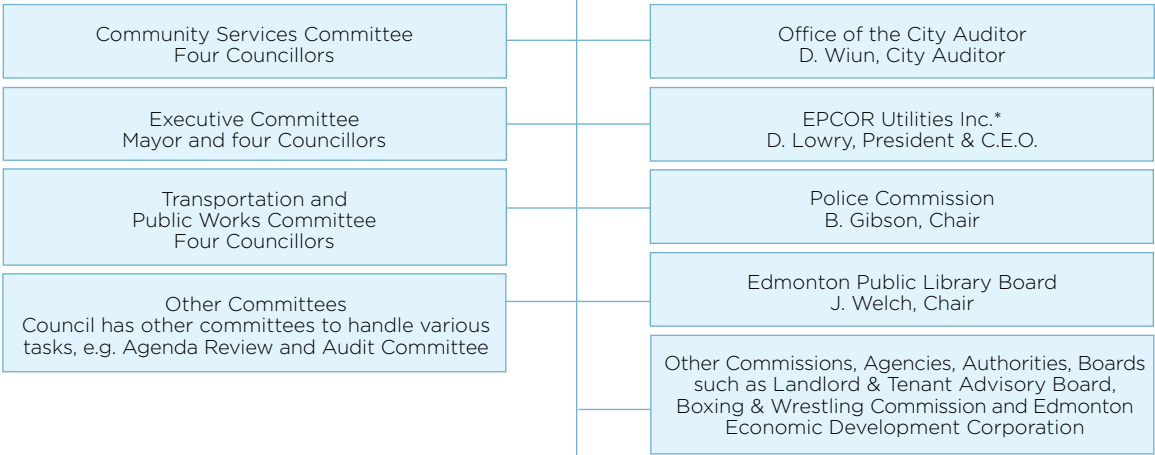 Community Services Committee
Four Councillors
Executive Committee
Mayor and four Councillors
Transportation and
Public Works Committee
Four Councillors
Other Committees
Council has other committees to handle various
tasks, e.g. Agenda Review and Audit Committee
Office of the City Auditor
D. Wiun, City Auditor
EPCOR Utilities Inc.*
D. Lowry, President & C.E.O.
Police Commission
B. Gibson, Chair
Edmonton Public Library Board
J. Welch, Chair
Other Commissions, Agencies, Authorities, Boards
such as Landlord & Tenant Advisory Board,
Boxing & Wrestling Commission and Edmonton
Economic Development Corporation